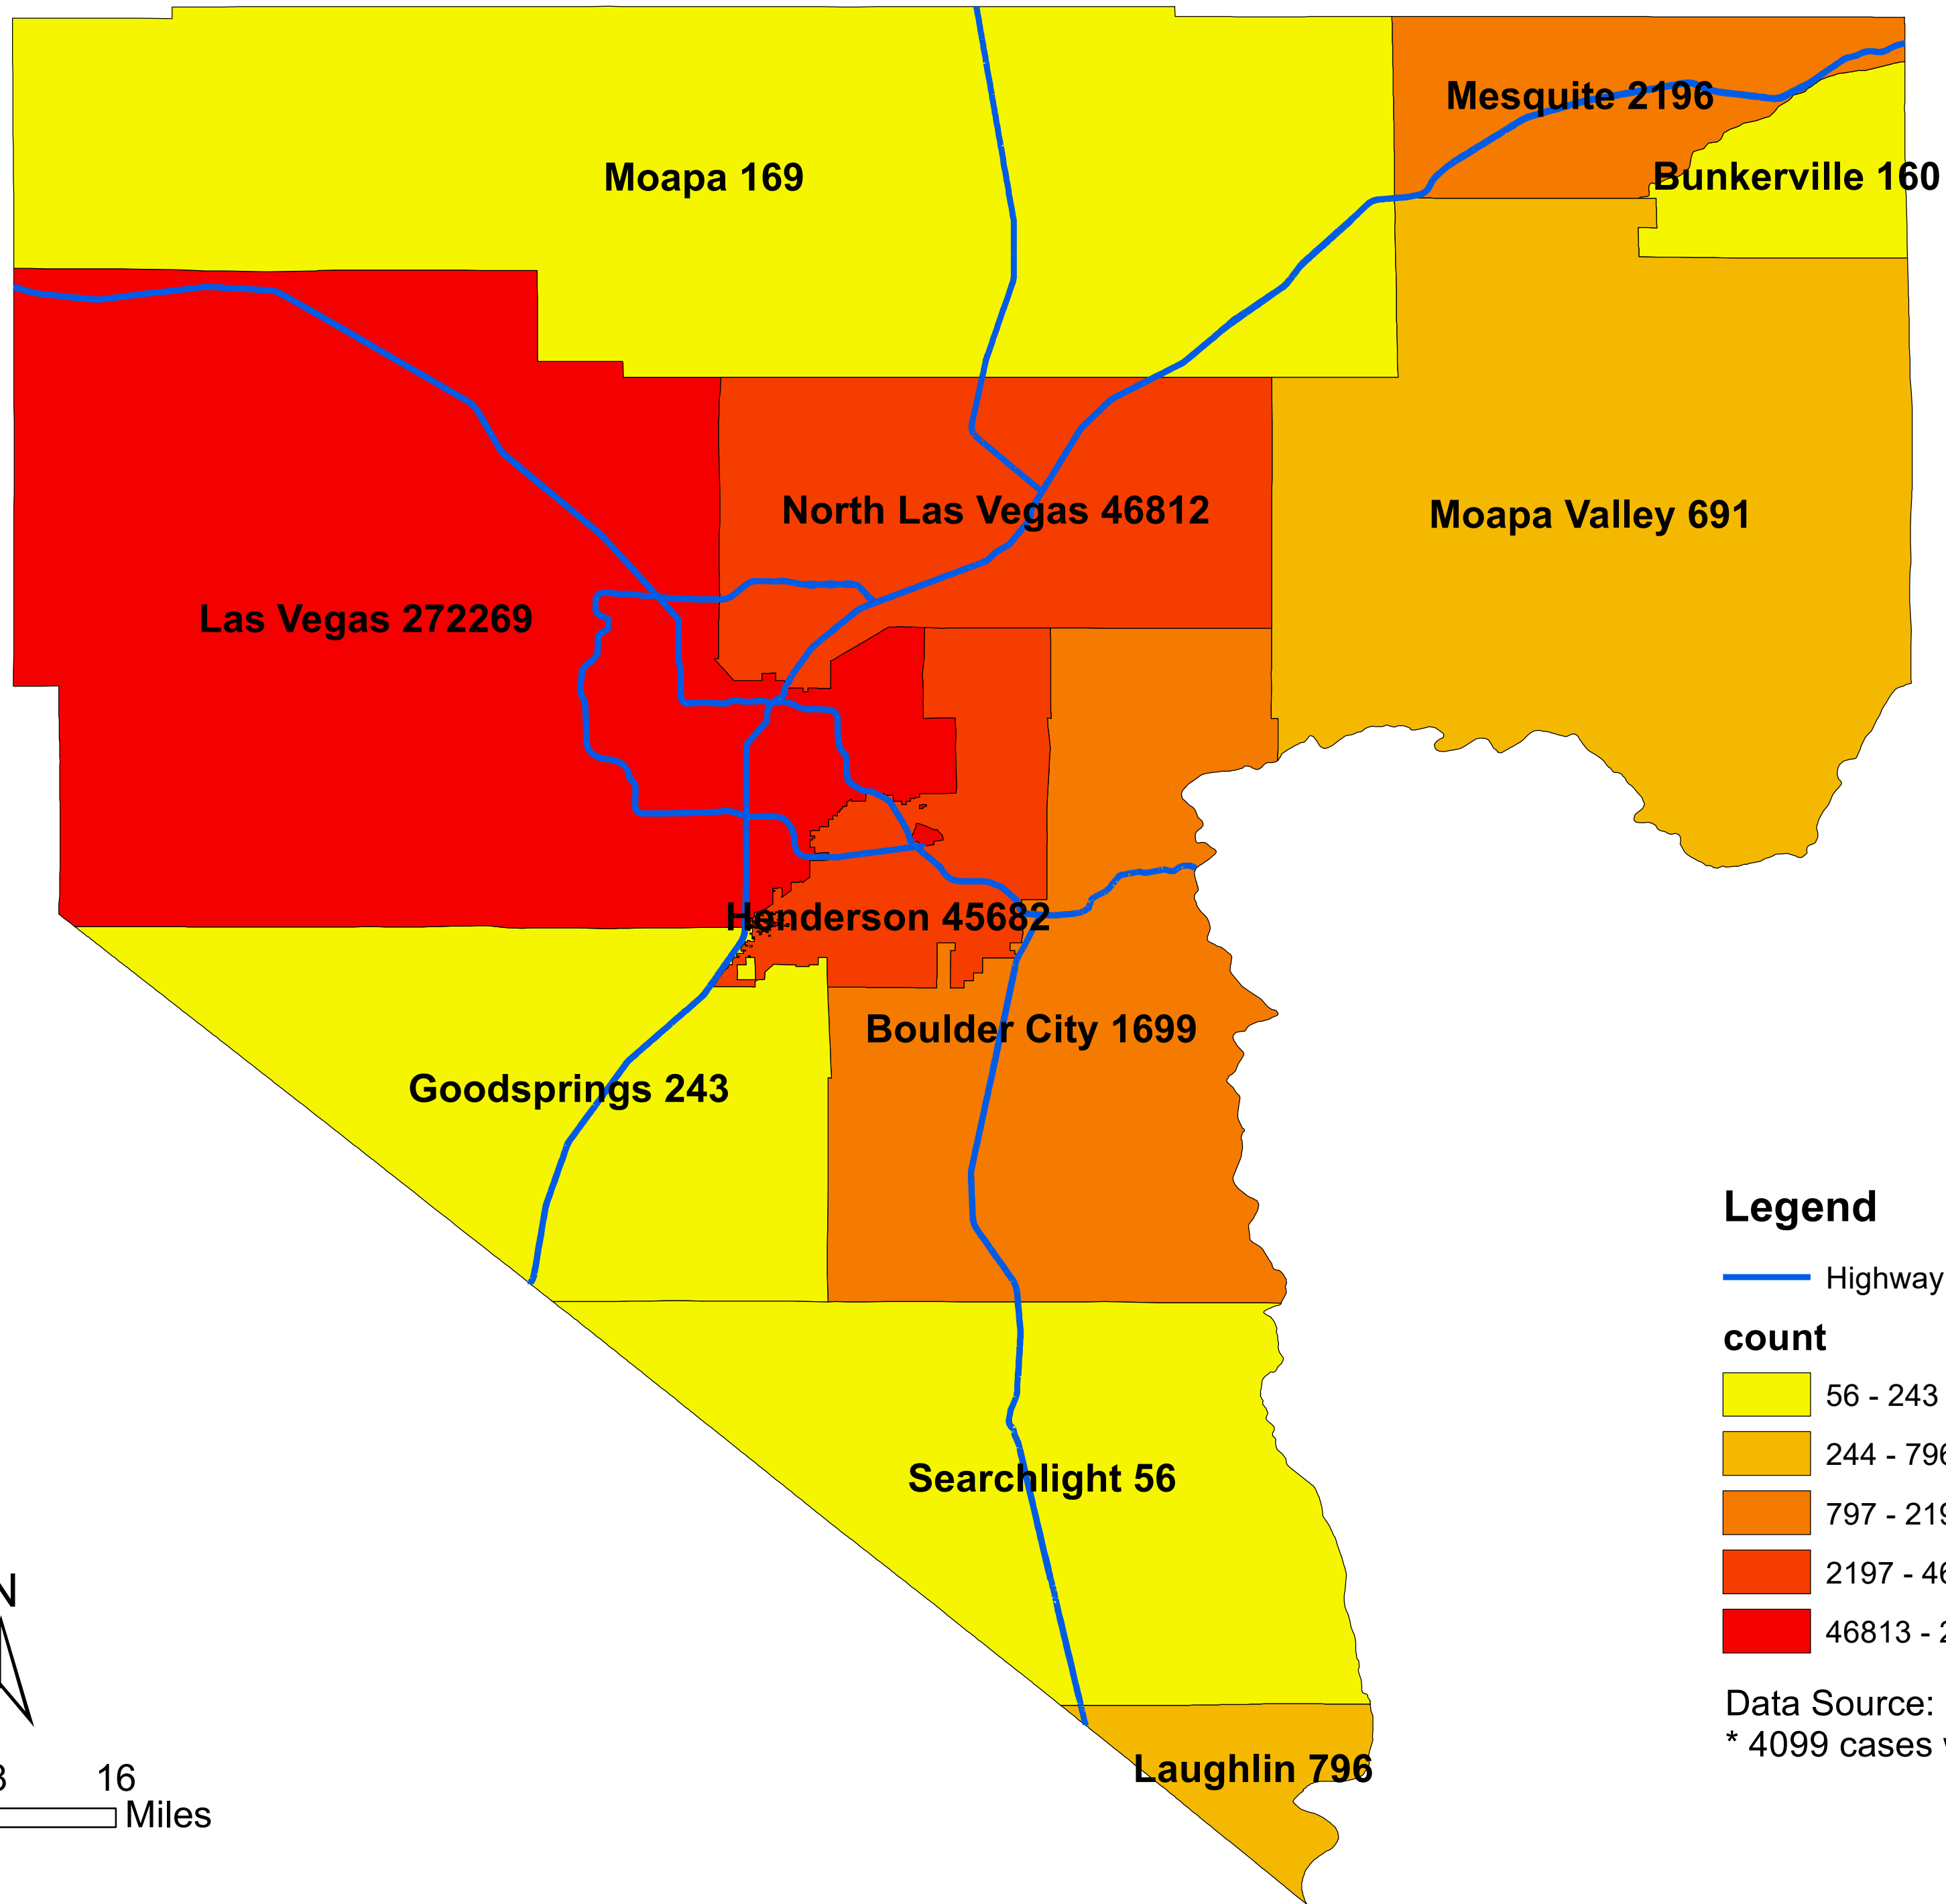 Mesquite 2196
Moapa 169
Bunkerville 160
North Las Vegas 46812
Moapa Valley 691
Las Vegas 272269
Henderson 45682
Boulder City 1699
Goodsprings 243
Searchlight 56
Laughlin 796
Legend
Highway
count
56 - 243
244 - 796
797 - 219
2197 - 46
46813 - 2
Data Source:
* 4099 cases
N
16
Miles